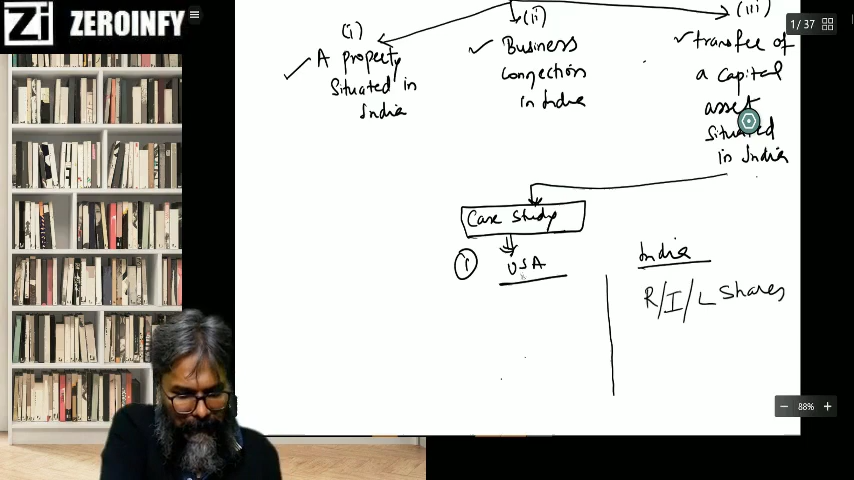 Zi ZEROINFY
1/37
(i)
A property
Situated in
India
(ii)
Business
connection
in India
(iii)
transfer of
a capital
asset
Situated
in India
Case Study
1 USA
India
R/I/L Shares
88%